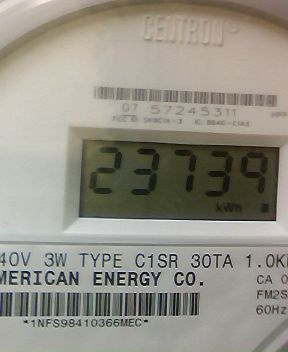 CENTRON®
07 57245311
HPP
23739
kWh
40V 3W TYPE C1SR 30TA 1.0K
MERICAN ENERGY CO.
CA 0
FM2S
60Hz
*1NFS98410366MEC*